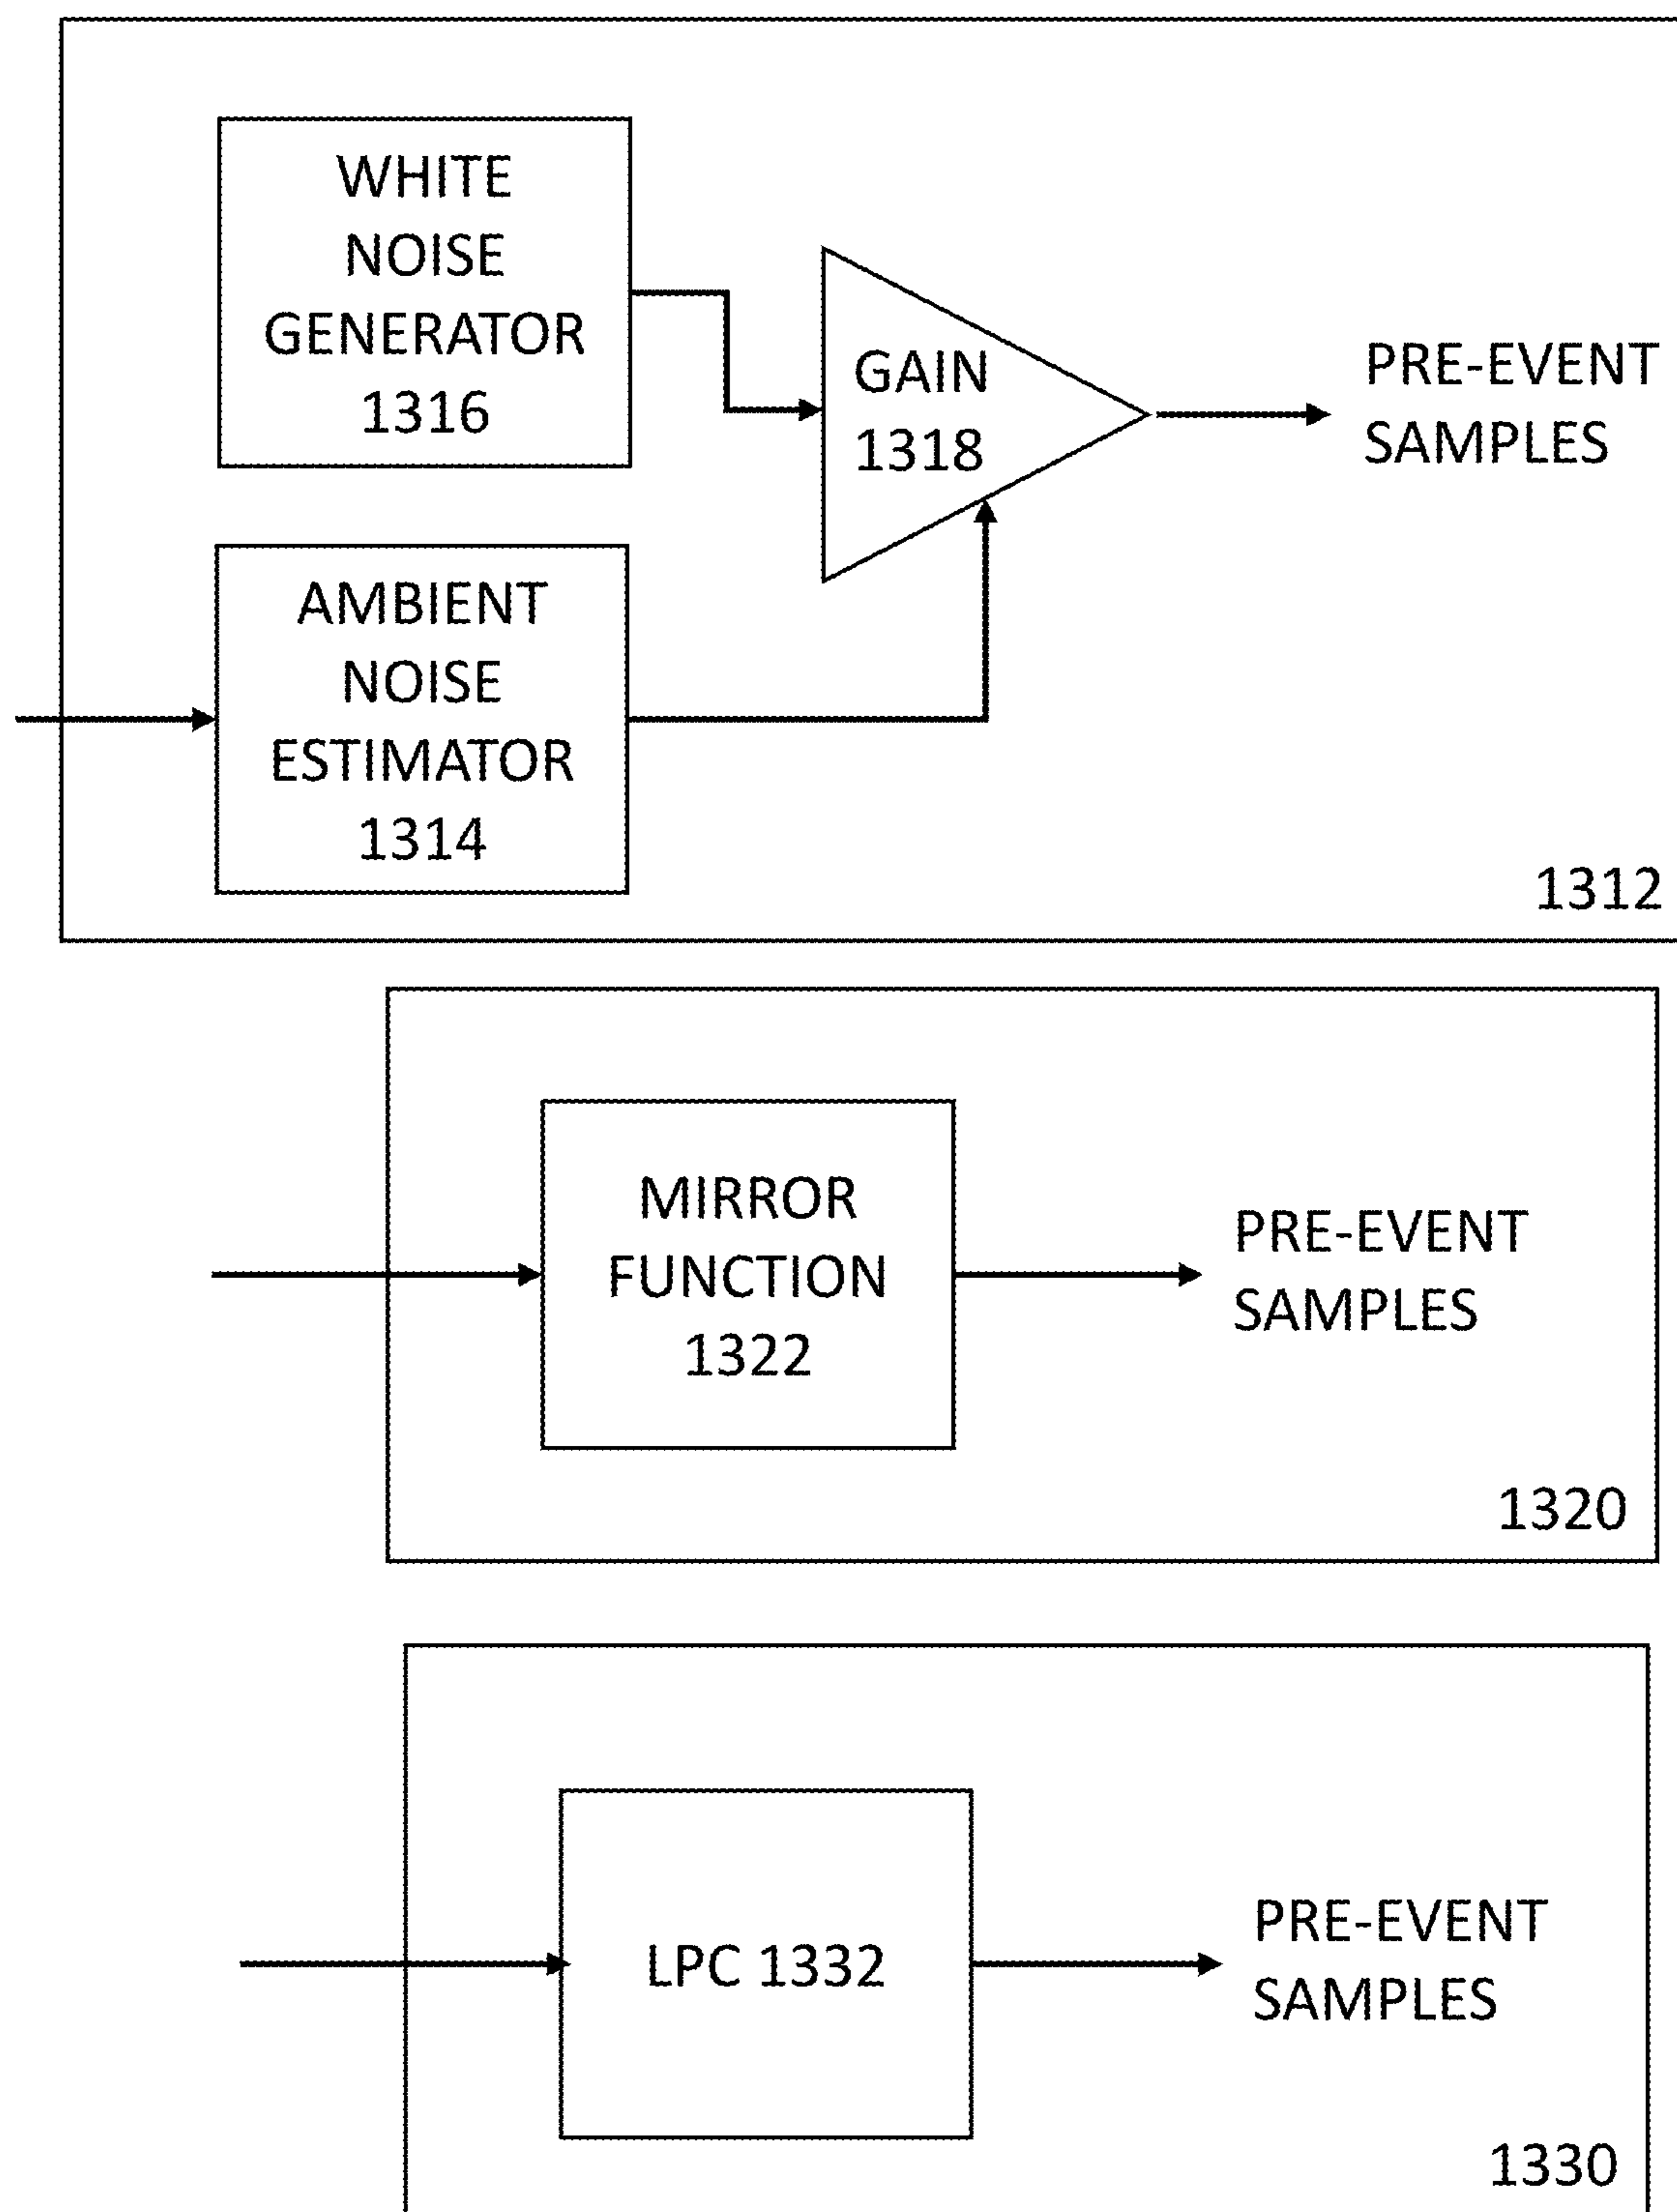 WHITE
NOISE
GENERATOR
1316
GAIN
1318
PRE-EVENT
SAMPLES
AMBIENT
NOISE
ESTIMATOR
1314
1312
MIRROR
FUNCTION
1322
PRE-EVENT
SAMPLES
1320
LPC 1332
PRE-EVENT
SAMPLES
1330